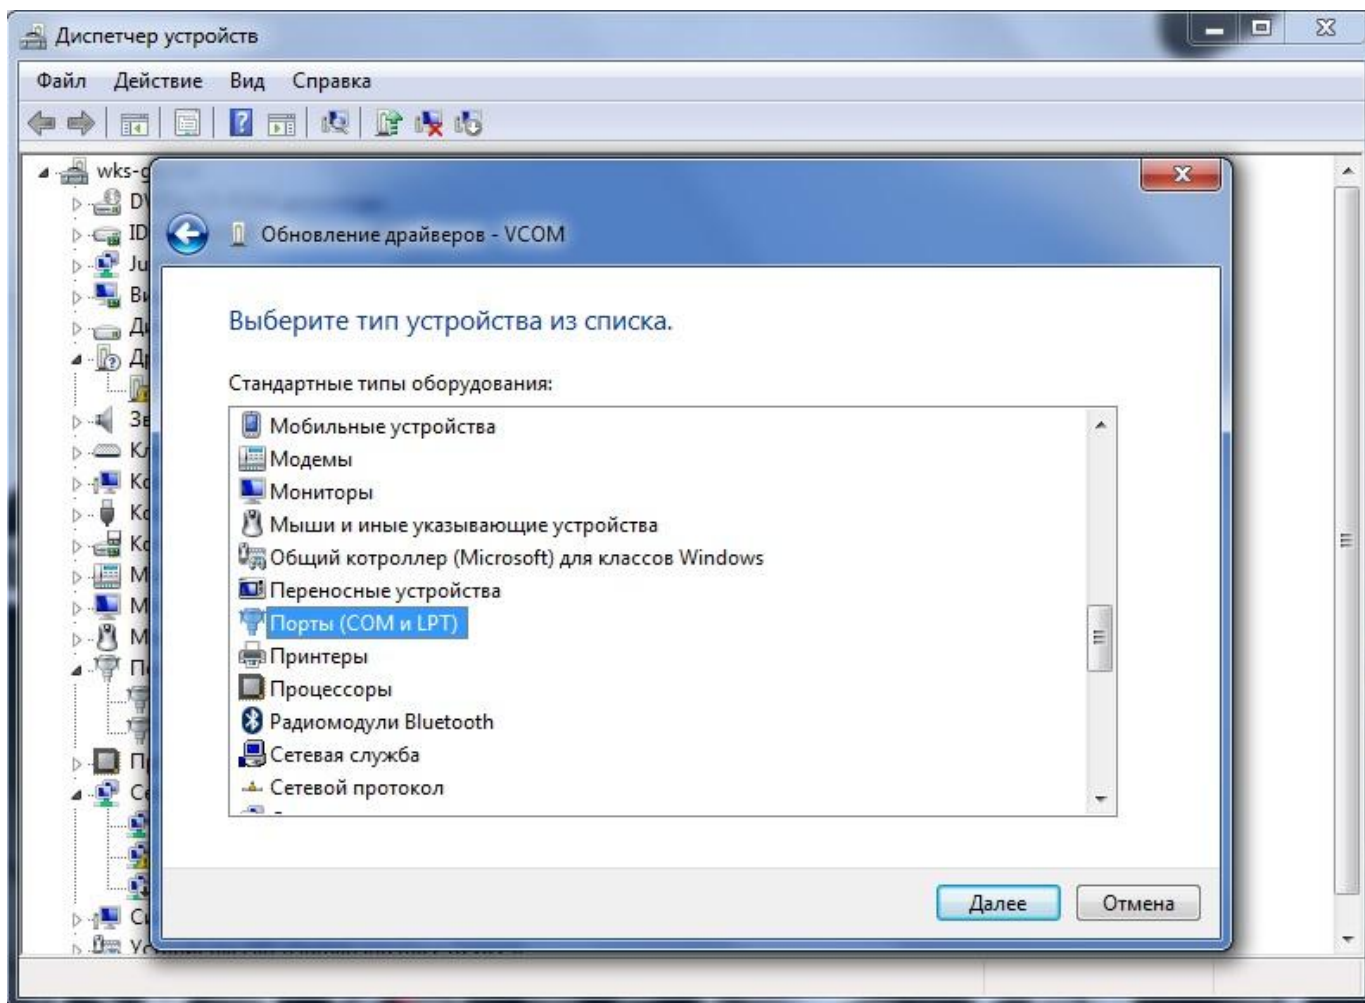 Диспетчер устройств
Файл Действие Вид Справка
Обновление драйверов - VCOM
Выберите тип устройства из списка.
Стандартные типы оборудования:
Мобильные устройства
Модемы
Мониторы
Мыши и иные указывающие устройства
Общий котроллер (Microsoft) для классов Windows
Переносные устройства
Порты (COM и LPT)
Принтеры
Процессоры
Радиомодули Bluetooth
Сетевая служба
Сетевой протокол
Далее Отмена